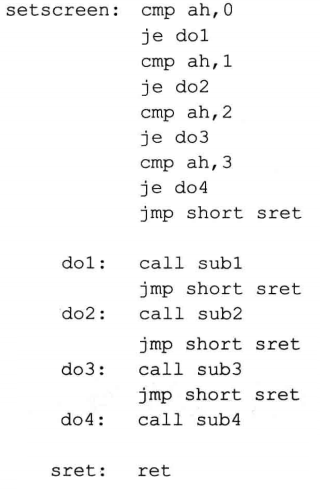 setscreen: cmp ah,0
je do1
cmp ah,1
je do2
cmp ah,2
je do3
cmp ah,3
je do4
jmp short sret
do1: call sub1
jmp short sret
do2: call sub2
jmp short sret
do3: call sub3
jmp short sret
do4: call sub4
sret: ret